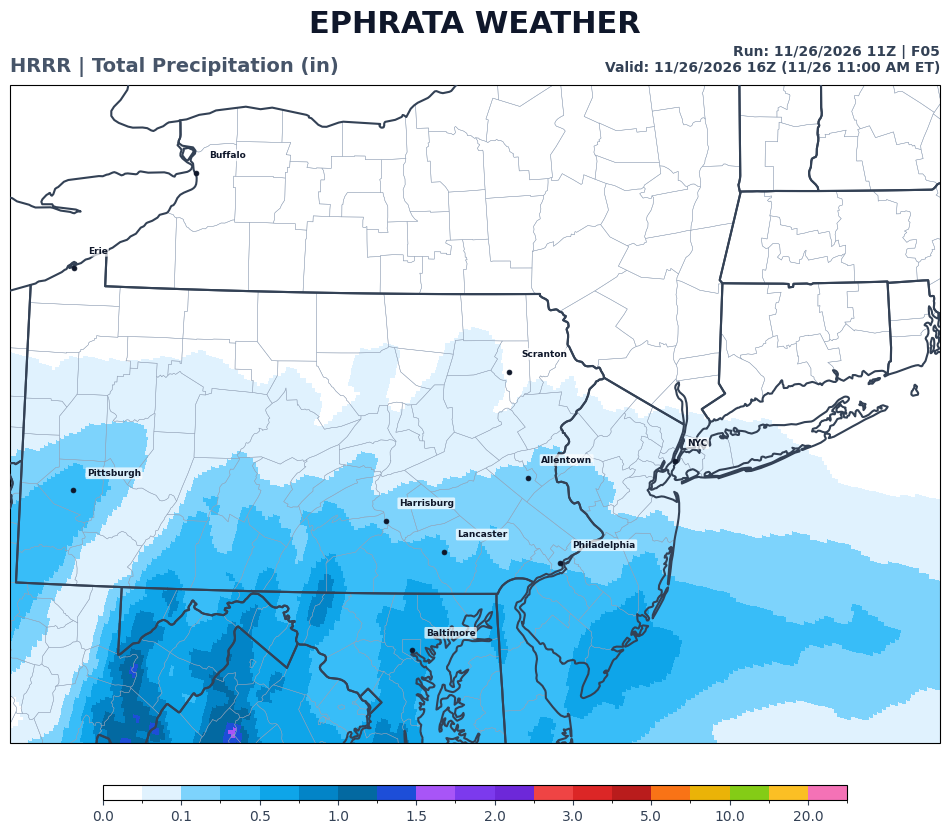 EPHRATA WEATHER
Run: 11/26/2026 11Z | F05
HRRR | Total Precipitation (in)
Valid: 11/26/2026 16Z (11/26 11:00 AM ET)
Buffalo
Erie
Scranton
NYC
Allentown
Pittsburgh
Harrisburg
Lancaster
Philadelphia
Baltimore
0.0 0.1 0.5 1.0 1.5 2.0 3.0 5.0 10.0 20.0